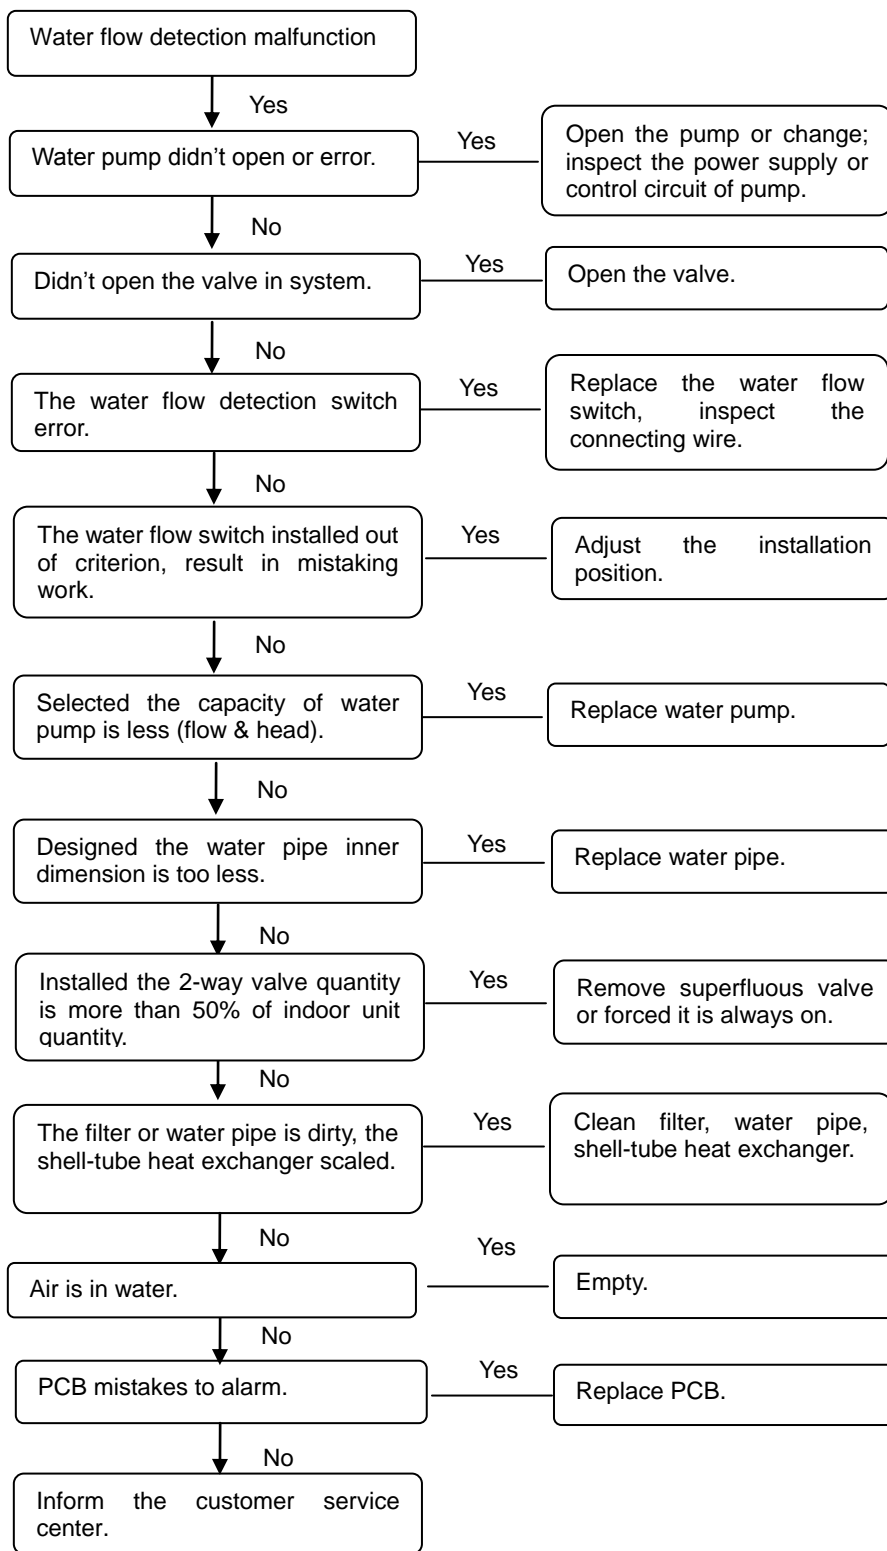 Water flow detection malfunction
Yes
Water pump didn’t open or error.
Yes
Open the pump or change;
inspect the power supply or
control circuit of pump.
No
Didn’t open the valve in system.
Yes
Open the valve.
No
The water flow detection switch
error.
Yes
Replace the water flow
switch, inspect the
connecting wire.
No
The water flow switch installed out
of criterion, result in mistaking
work.
Yes
Adjust the installation
position.
No
Selected the capacity of water
pump is less (flow & head).
Yes
Replace water pump.
No
Designed the water pipe inner
dimension is too less.
Yes
Replace water pipe.
No
Installed the 2-way valve quantity
is more than 50% of indoor unit
quantity.
Yes
Remove superfluous valve
or forced it is always on.
No
The filter or water pipe is dirty, the
shell-tube heat exchanger scaled.
Yes
Clean filter, water pipe,
shell-tube heat exchanger.
No
Air is in water.
Yes
Empty.
No
PCB mistakes to alarm.
Yes
Replace PCB.
No
Inform the customer service
center.